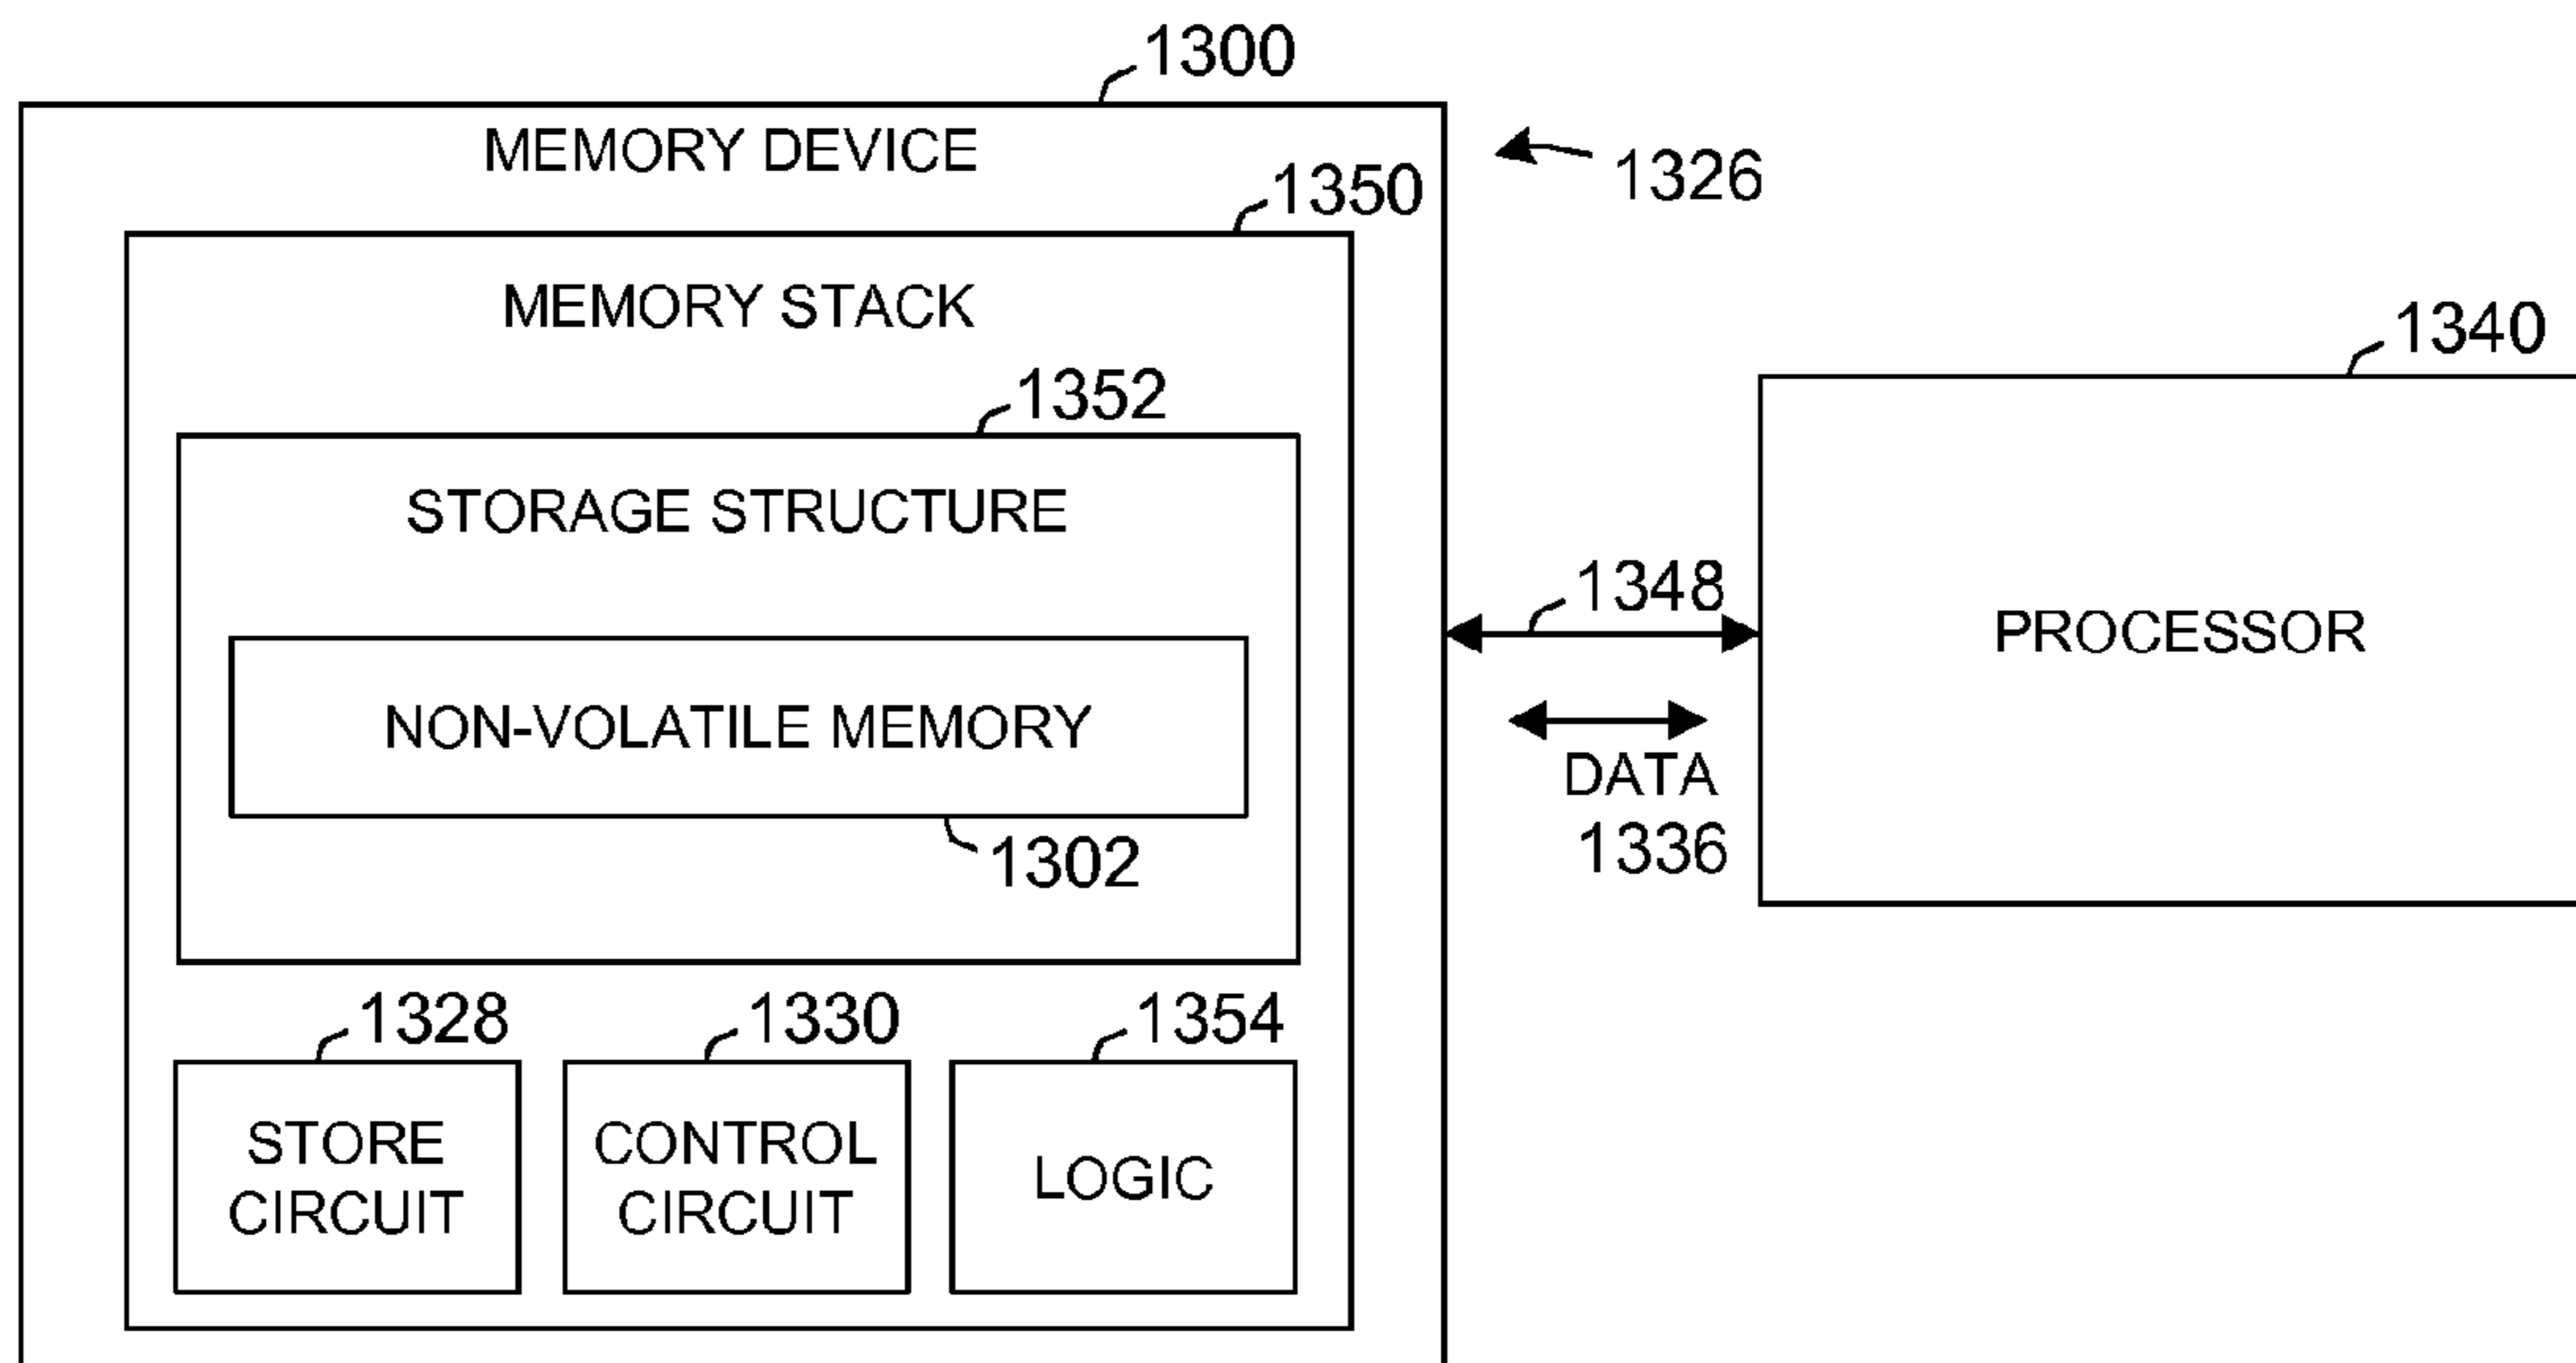 1300
MEMORY DEVICE
1326
1350
MEMORY STACK
1340
1352
STORAGE STRUCTURE
1348
PROCESSOR
NON-VOLATILE MEMORY
DATA
1336
1302
1328
1330
1354
STORE
CIRCUIT
CONTROL
CIRCUIT
LOGIC